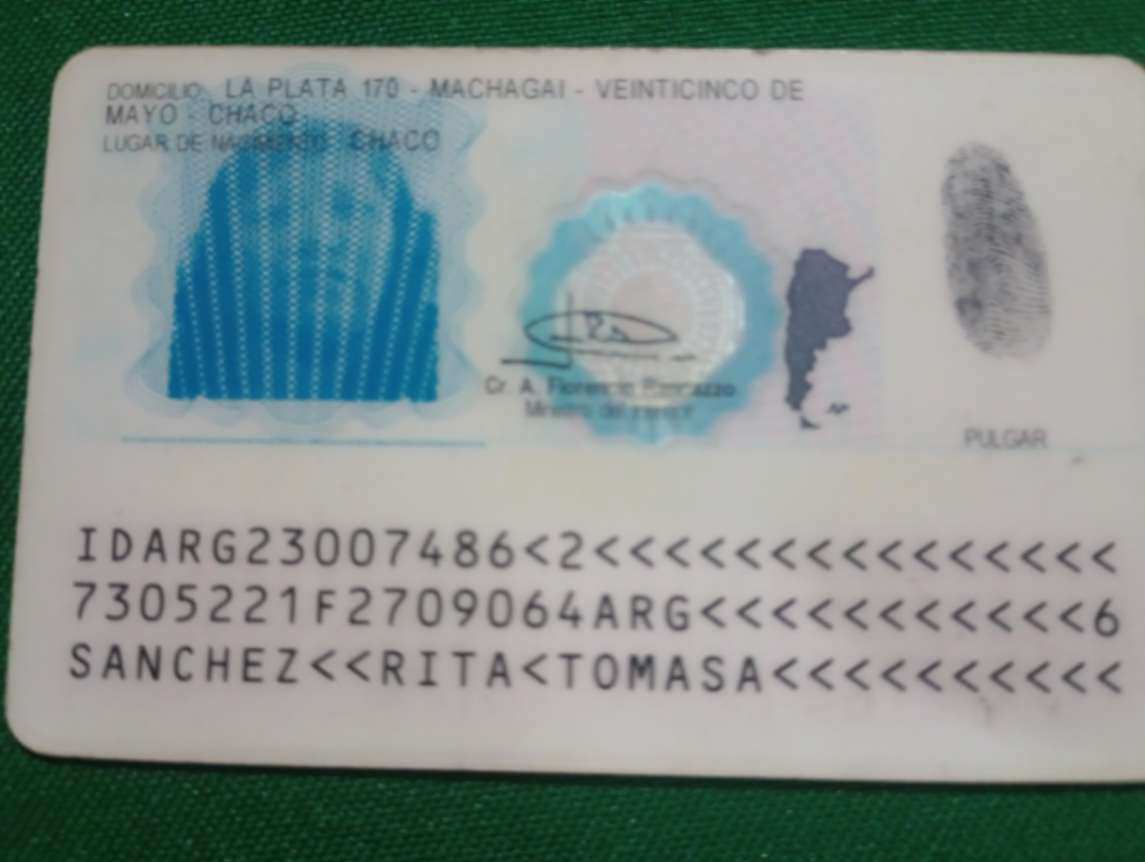 DOMICILIO: LA PLATA 170 - MACHAGAI - VEINTICINCO DE
MAYO - CHACO
LUGAR DE NACIMIENTO: CHACO
Cr. A. Florencio Randazzo
Ministro del Interior
PULGAR
IDARG23007486<2<<<<<<<<<<<<<<<
7305221F2709064ARG<<<<<<<<<<<6
SANCHEZ<<RITA<TOMASA<<<<<<<<<<